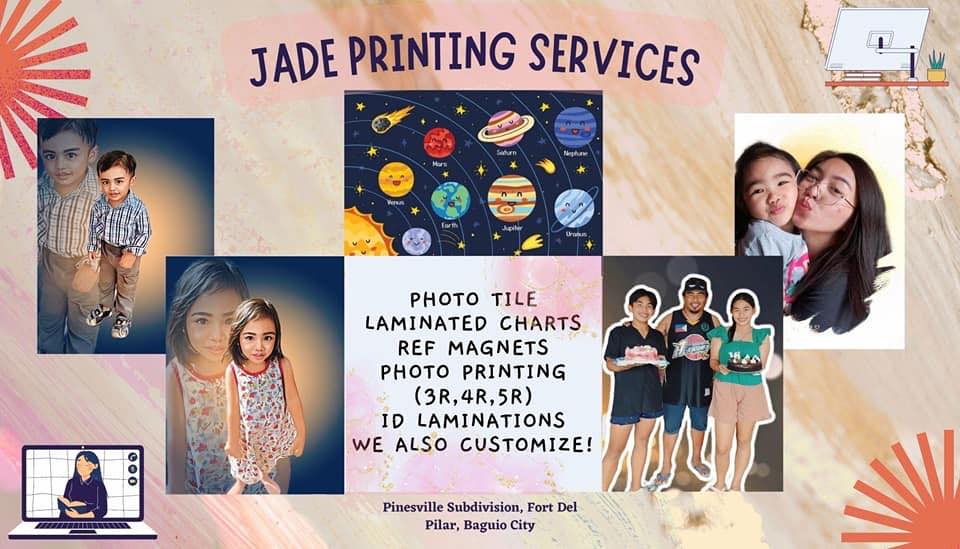 JADE PRINTING SERVICES
Mars
Saturn
Neptune
Venus
Earth
Jupiter
Uranus
PHOTO TILE
LAMINATED CHARTS
REF MAGNETS
PHOTO PRINTING
(3R,4R,5R)
ID LAMINATIONS
WE ALSO CUSTOMIZE!
Pinesville Subdivision, Fort Del
Pilar, Baguio City